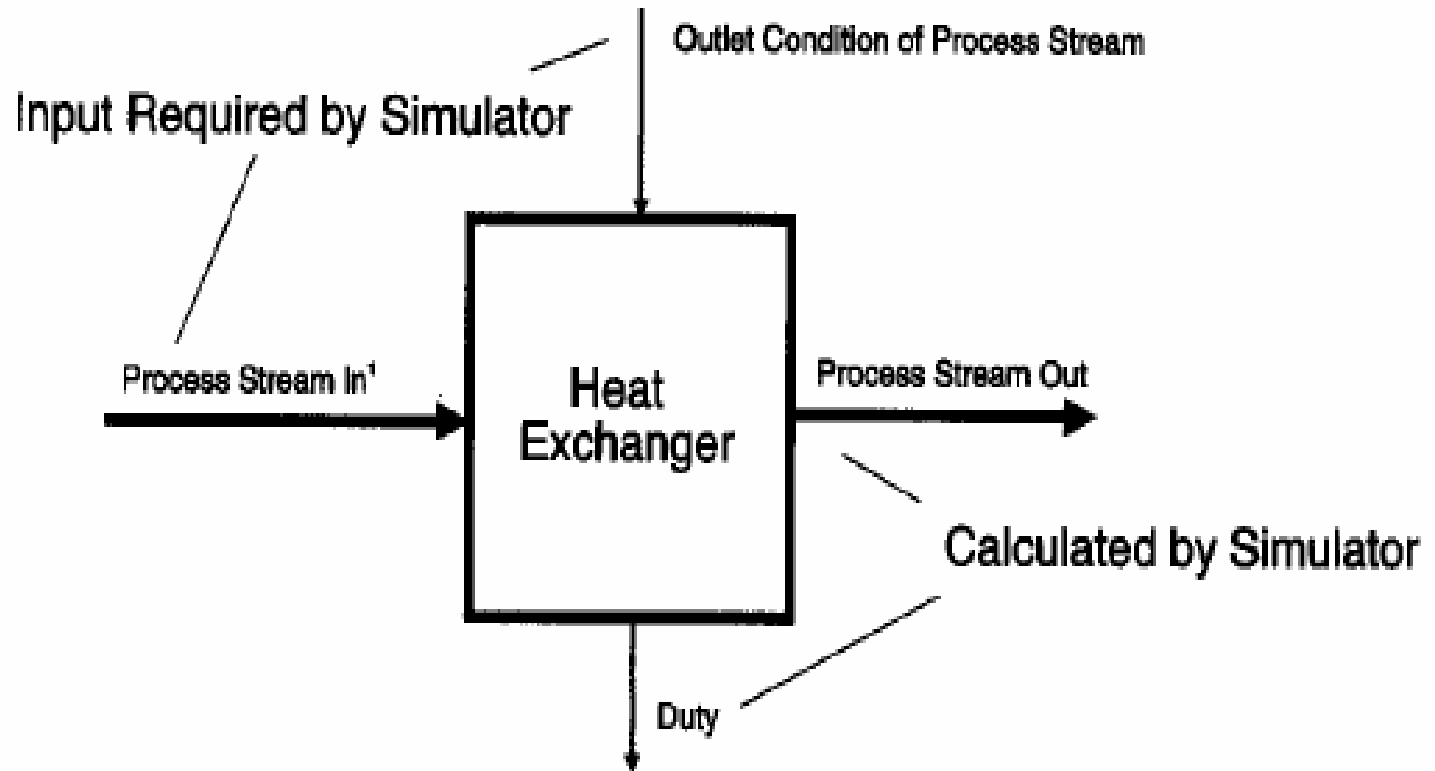 Outlet Condition of Process Stream
Input Required by Simulator
Process Stream In¹
Heat
Exchanger
Process Stream Out
Calculated by Simulator
Duty